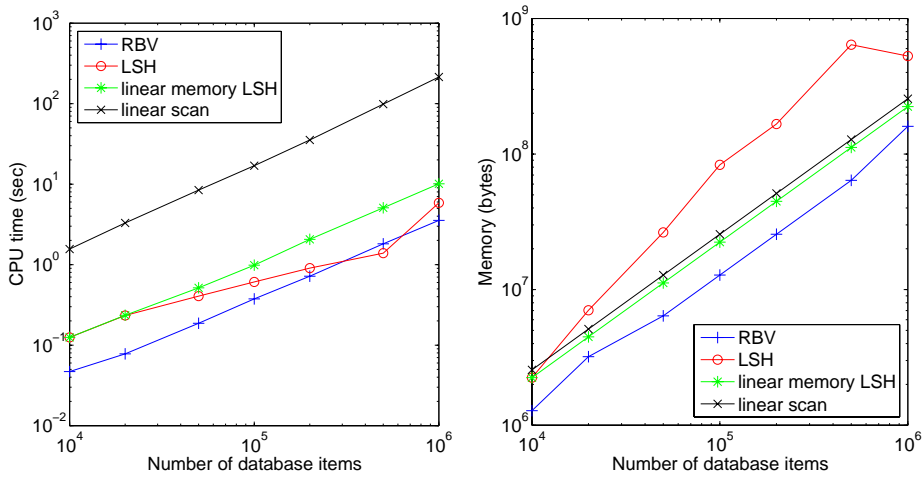 10^3
10^2
10^1
10^0
10^-1
10^-2
CPU time (sec)
RBV
LSH
linear memory LSH
linear scan
10^4
10^5
10^6
Number of database items
10^9
10^8
10^7
10^6
Memory (bytes)
RBV
LSH
linear memory LSH
linear scan
10^4
10^5
10^6
Number of database items